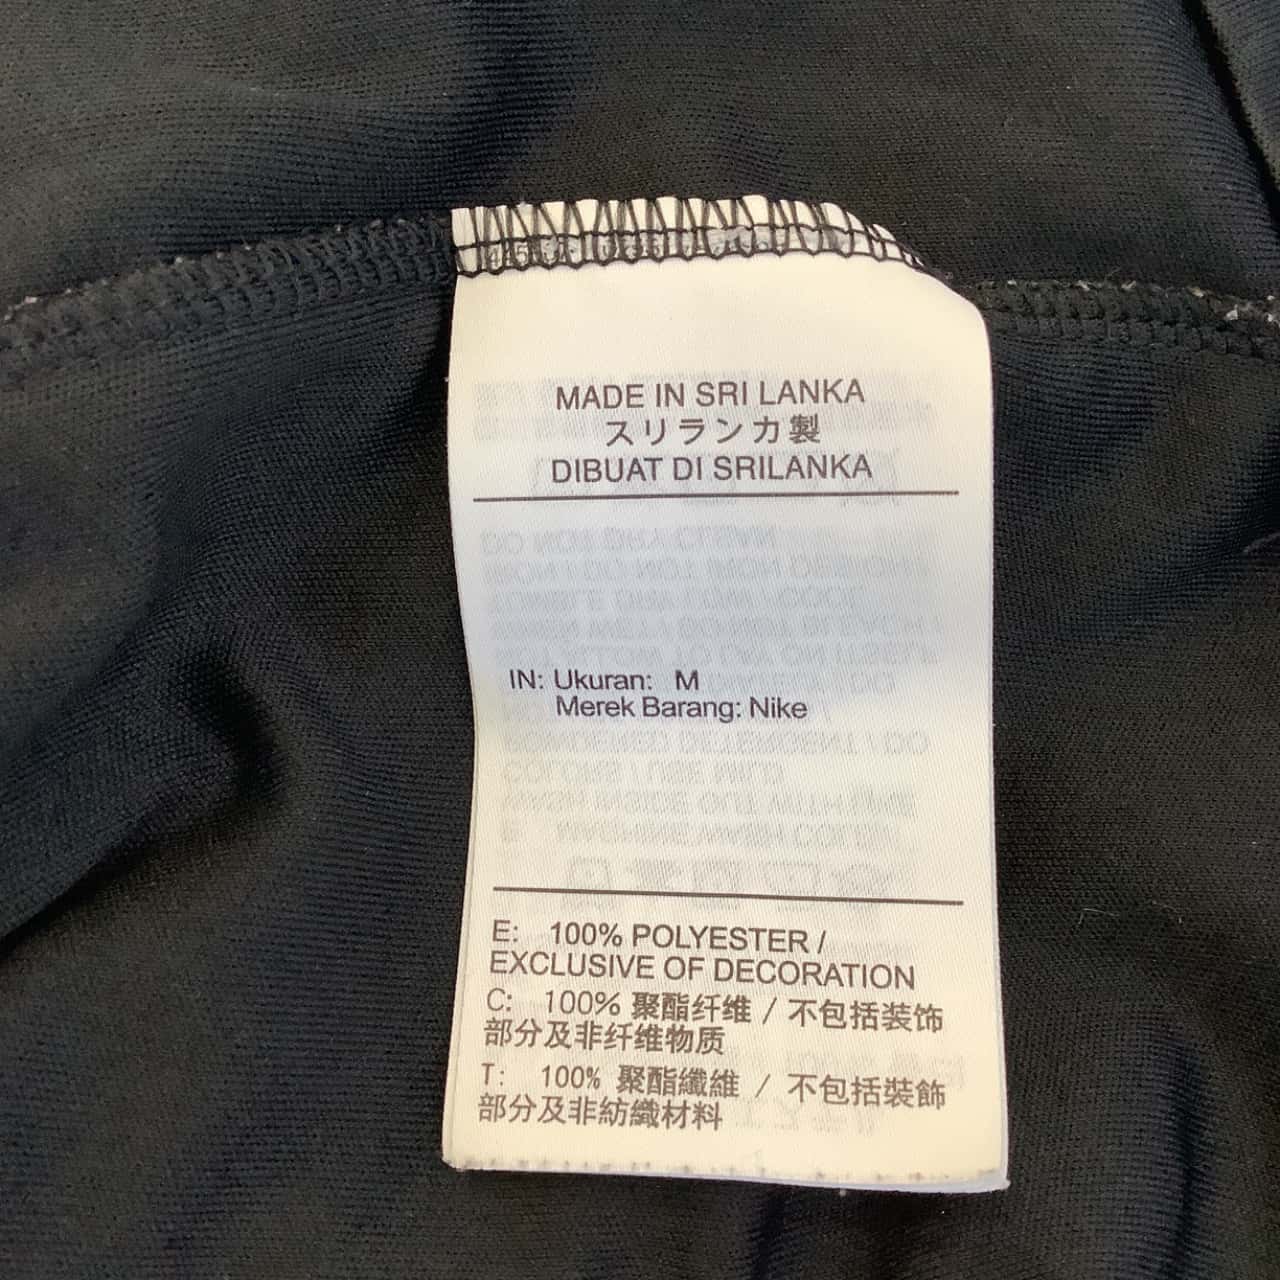 MADE IN SRI LANKA
スリランカ製
DIBUAT DI SRILANKA
IN: Ukuran: M
Merek Barang: Nike
E: 100% POLYESTER /
EXCLUSIVE OF DECORATION
C: 100% 聚酯纤维 / 不包括装饰
部分及非纤维物质
T: 100% 聚酯纖維 / 不包括裝飾
部分及非紡織材料